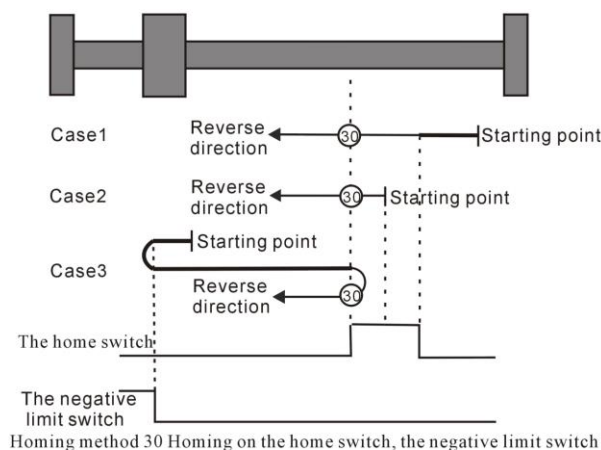 Case1
Reverse
direction
30
Starting point
Case2
Reverse
direction
30
Starting point
Starting point
Case3
Reverse
direction
30
The home switch
The negative
limit switch
Homing method 30 Homing on the home switch, the negative limit switch